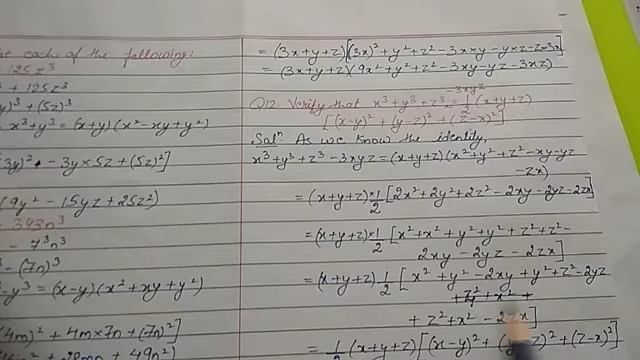 each of the following:
125z³
+ 125z³
)³ + (5z)³
x³+y³ = (x+y)(x²-xy+y²)
3y)² - 3y×5z + (5z)²]
(9y² - 15yz + 25z²)
- 343n³
- 7³n³
³ - (7n)³
-y³ = (x-y)(x²+xy+y²)
4m)² + 4m×7n + (7n)²]
+ 28mn + 49n²]
= (3x+y+z)[(3x)² + y² + z² - 3x×y - y×z - z×3x]
= (3x+y+z)(9x² + y² + z² - 3xy - yz - 3xz)
-3xyz
Q12 Verify that x³+y³+z³ = 1/2 (x+y+z)
[(x-y)² + (y-z)² + (z-x)²]
Solⁿ As we know the identity,
x³+y³+z³-3xyz = (x+y+z)(x²+y²+z²-xy-yz
-zx)
= (x+y+z)×1/2 [2x²+2y²+2z²-2xy-2yz-2zx]
= (x+y+z)×1/2 [x²+x²+y²+y²+z²+z²-
2xy-2yz-2zx]
= (x+y+z) 1/2 [x²+y²-2xy+y²+z²-2yz
+ z²+x²-2zx]
= 1/2 (x+y+z)[(x-y)²+( z)²+(z-x)²]